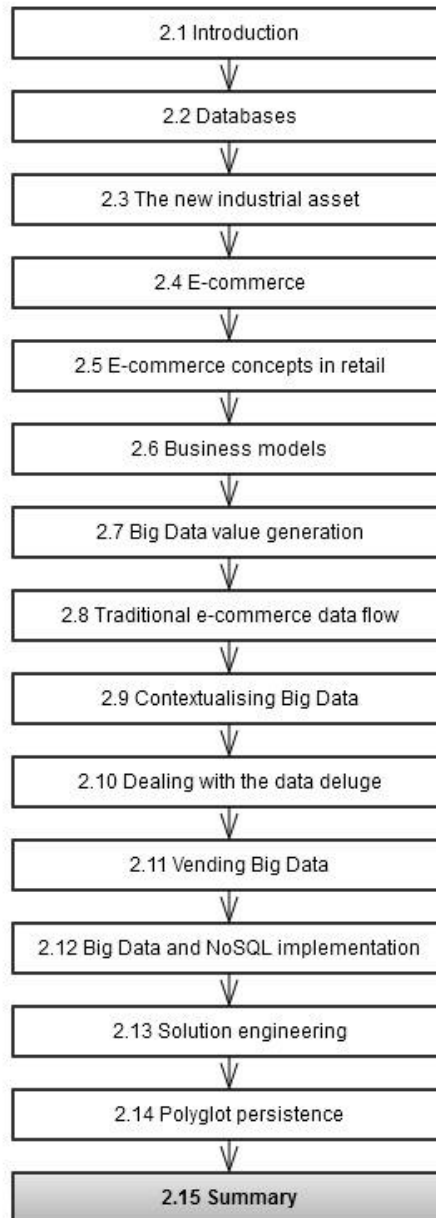 2.1 Introduction
2.2 Databases
2.3 The new industrial asset
2.4 E-commerce
2.5 E-commerce concepts in retail
2.6 Business models
2.7 Big Data value generation
2.8 Traditional e-commerce data flow
2.9 Contextualising Big Data
2.10 Dealing with the data deluge
2.11 Vending Big Data
2.12 Big Data and NoSQL implementation
2.13 Solution engineering
2.14 Polyglot persistence
2.15 Summary